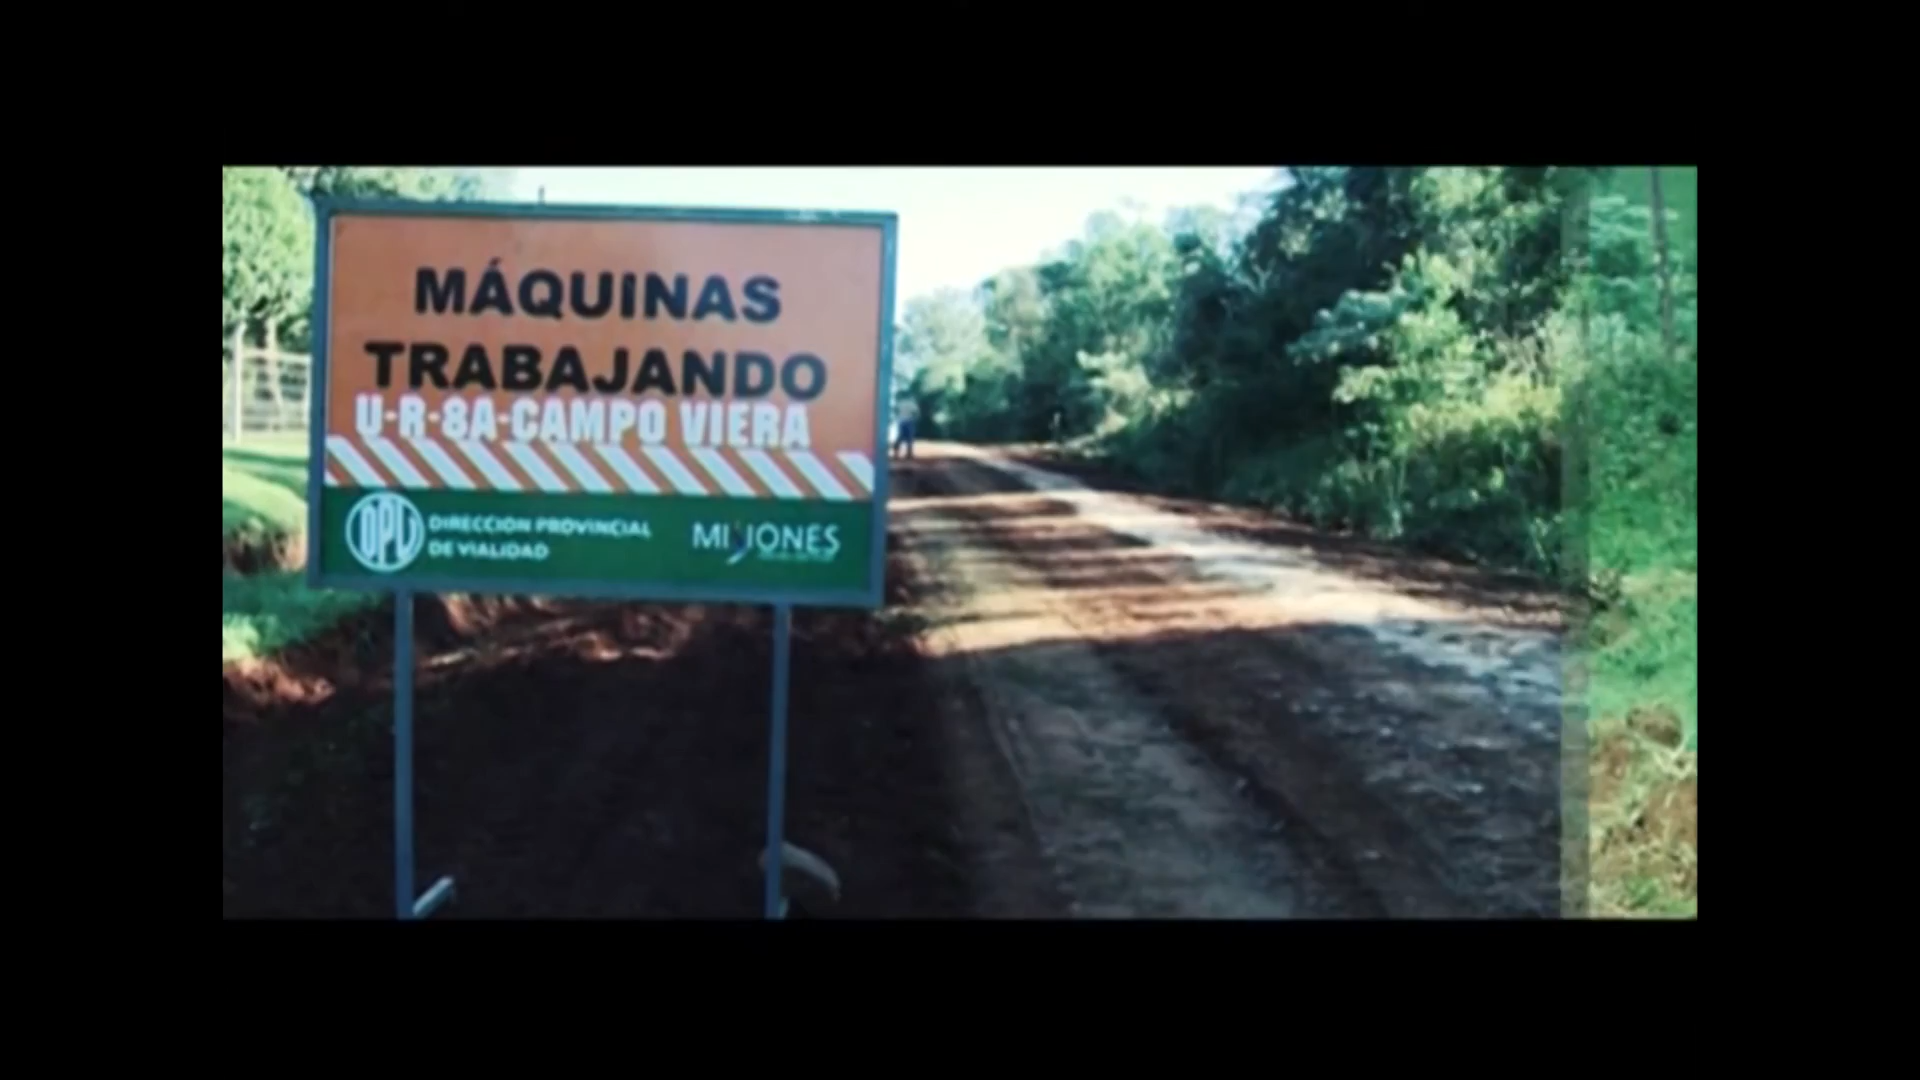 MÁQUINAS
TRABAJANDO
U-R-8A-CAMPO VIERA
DPV DIRECCION PROVINCIAL
DE VIALIDAD
MISIONES